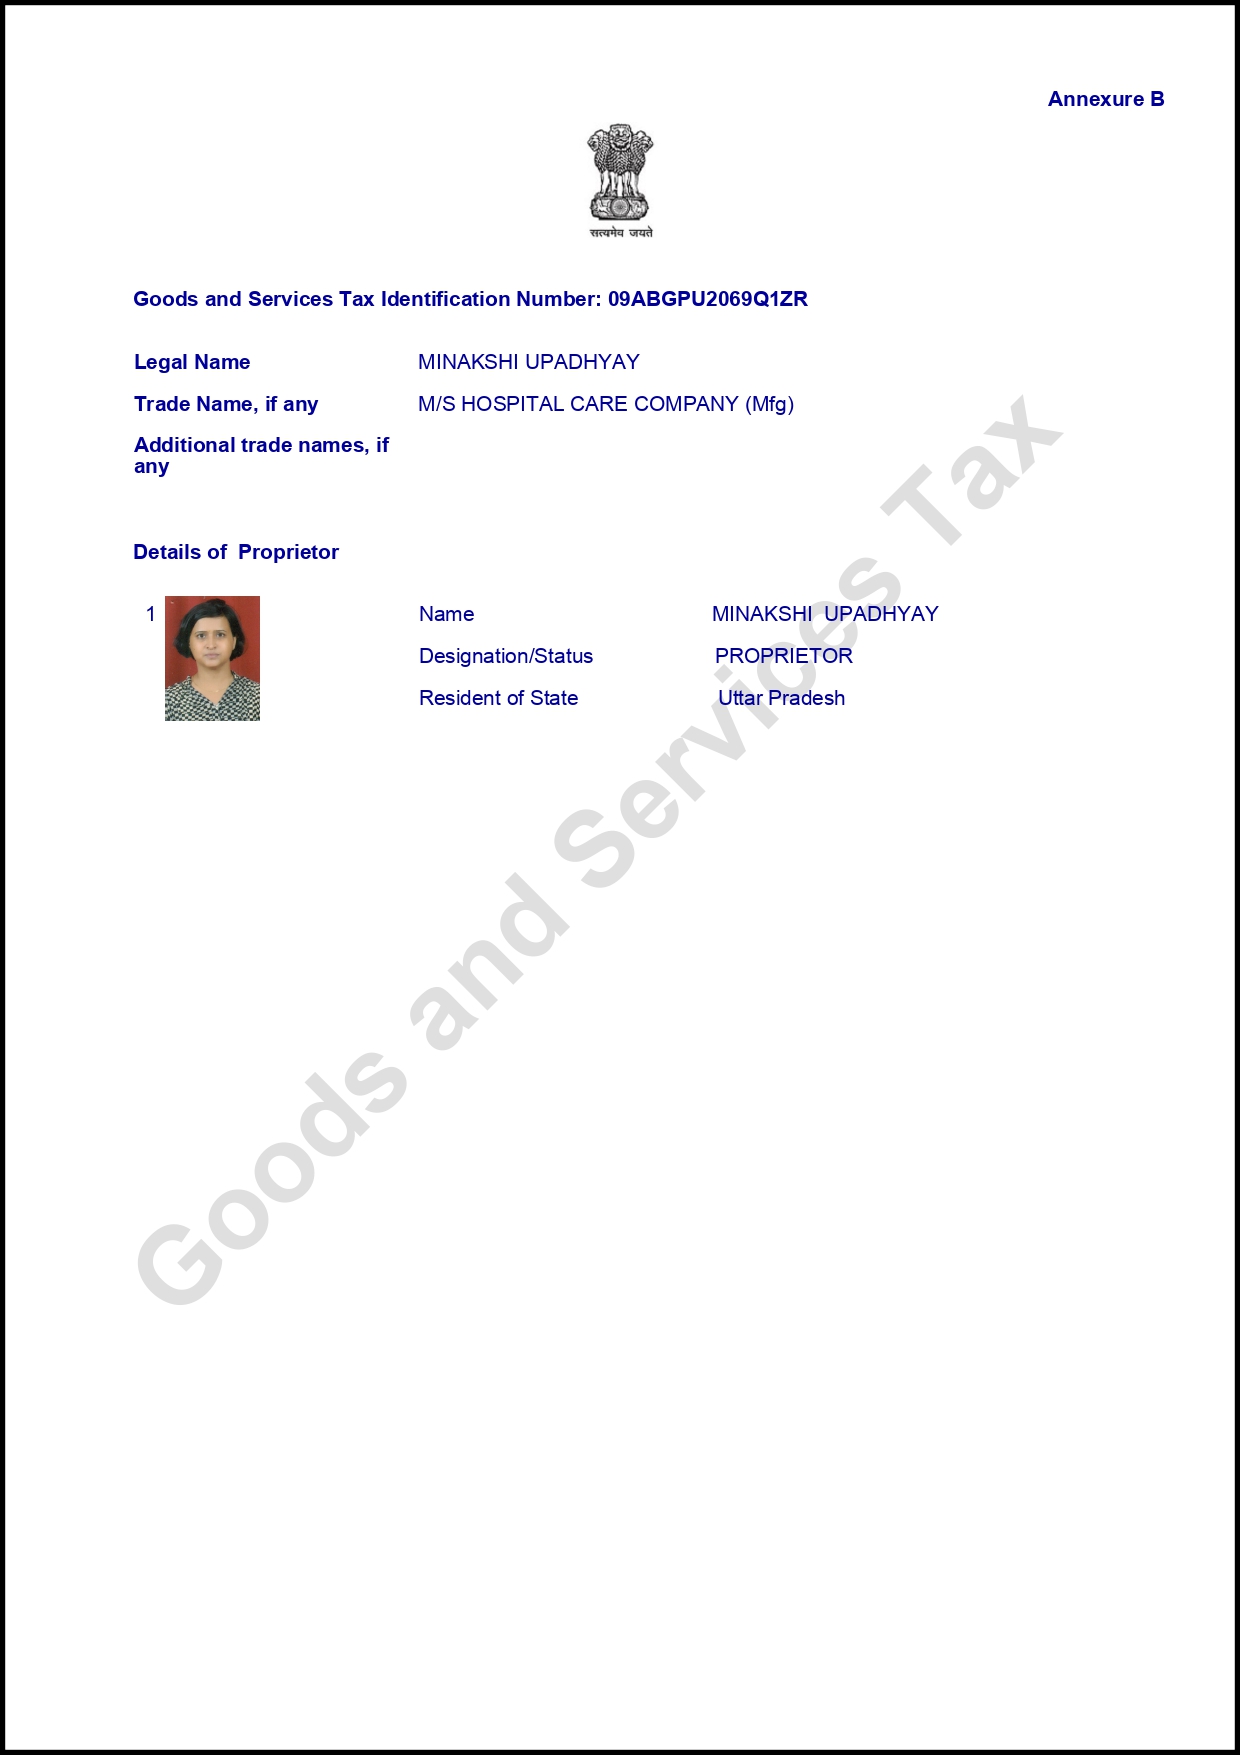 Annexure B
सत्यमेव जयते
Goods and Services Tax Identification Number: 09ABGPU2069Q1ZR
Legal Name MINAKSHI UPADHYAY
Trade Name, if any M/S HOSPITAL CARE COMPANY (Mfg)
Additional trade names, if
any
Details of Proprietor
1 Name MINAKSHI UPADHYAY
Designation/Status PROPRIETOR
Resident of State Uttar Pradesh
Goods and Services Tax